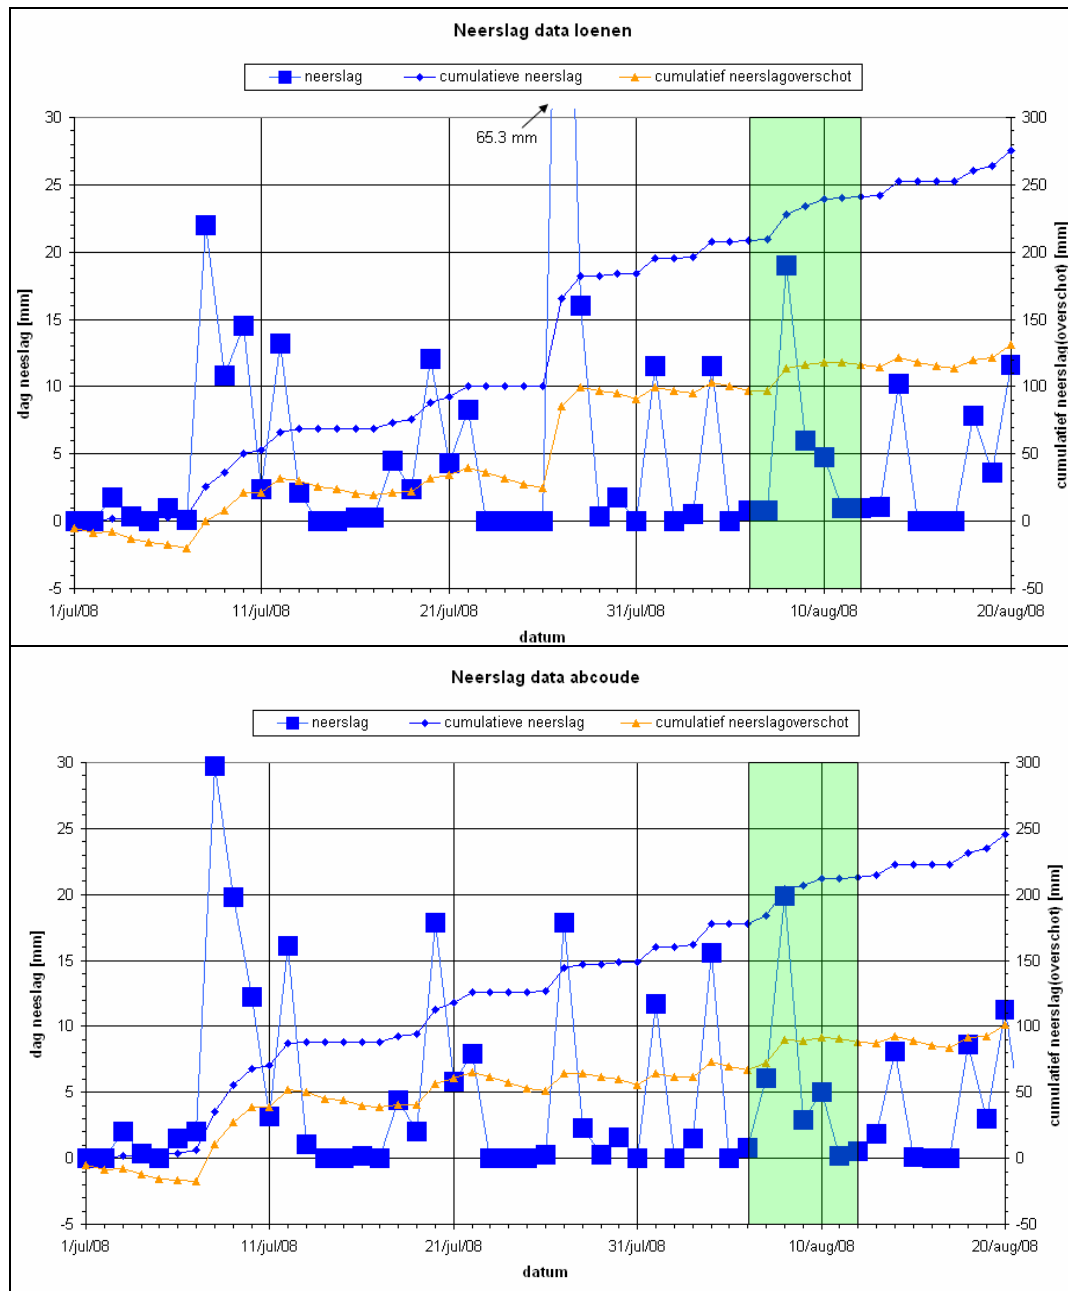 Neerslag data loenen
neerslag cumulatieve neerslag cumulatief neerslagoverschot
65.3 mm
30 300
25 250
20 200
15 150
10 100
5 50
0 0
-5 -50
dag neeslag [mm]
cumulatief neerslag(overschot) [mm]
1/jul/08 11/jul/08 21/jul/08 31/jul/08 10/aug/08 20/aug/08
datum
Neerslag data abcoude
neerslag cumulatieve neerslag cumulatief neerslagoverschot
30 300
25 250
20 200
15 150
10 100
5 50
0 0
-5 -50
dag neeslag [mm]
cumulatief neerslag(overschot) [mm]
1/jul/08 11/jul/08 21/jul/08 31/jul/08 10/aug/08 20/aug/08
datum